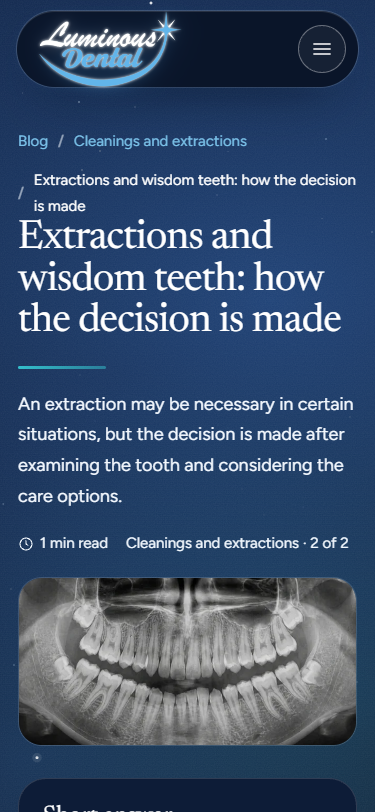 Luminous
Dental
Blog / Cleanings and extractions
/ Extractions and wisdom teeth: how the decision
is made
Extractions and
wisdom teeth: how
the decision is made
An extraction may be necessary in certain
situations, but the decision is made after
examining the tooth and considering the
care options.
1 min read Cleanings and extractions · 2 of 2
Short answer